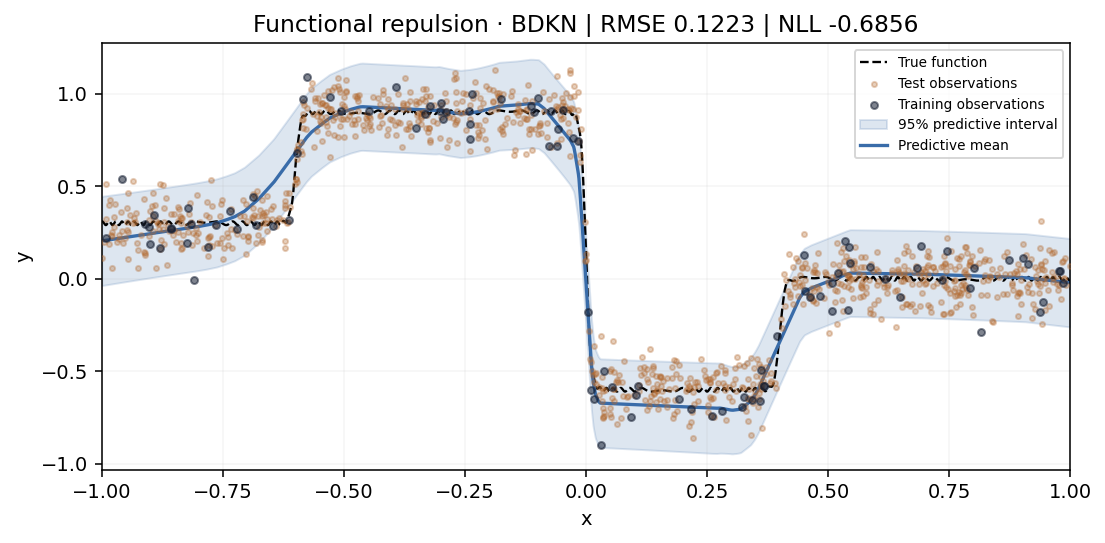 Functional repulsion · BDKN | RMSE 0.1223 | NLL -0.6856
True function
Test observations
Training observations
95% predictive interval
Predictive mean
y
1.0
0.5
0.0
−0.5
−1.0
−1.00 −0.75 −0.50 −0.25 0.00 0.25 0.50 0.75 1.00
x